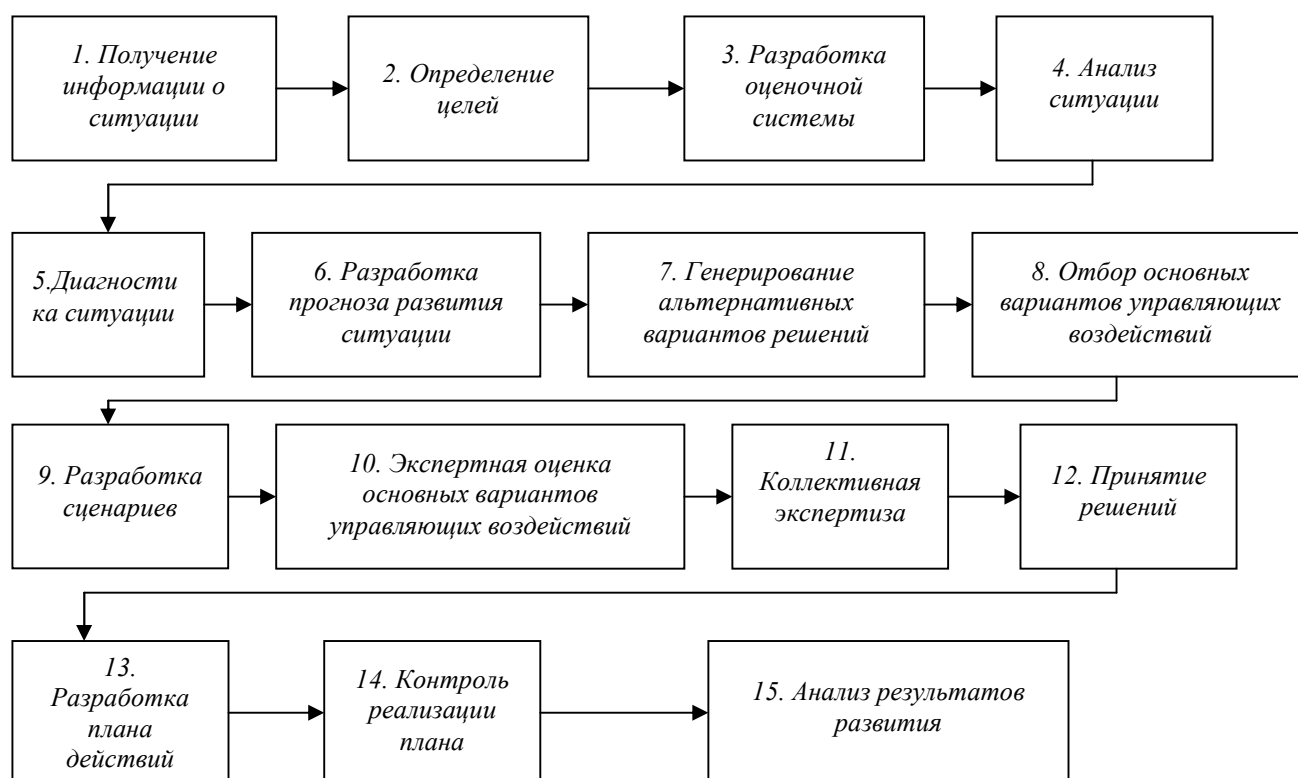 1. Получение
информации о
ситуации
2. Определение
целей
3. Разработка
оценочной
системы
4. Анализ
ситуации
5.Диагности
ка ситуации
6. Разработка
прогноза развития
ситуации
7. Генерирование
альтернативных
вариантов решений
8. Отбор основных
вариантов управляющих
воздействий
9. Разработка
сценариев
10. Экспертная оценка
основных вариантов
управляющих воздействий
11.
Коллективная
экспертиза
12. Принятие
решений
13.
Разработка
плана
действий
14. Контроль
реализации
плана
15. Анализ результатов
развития